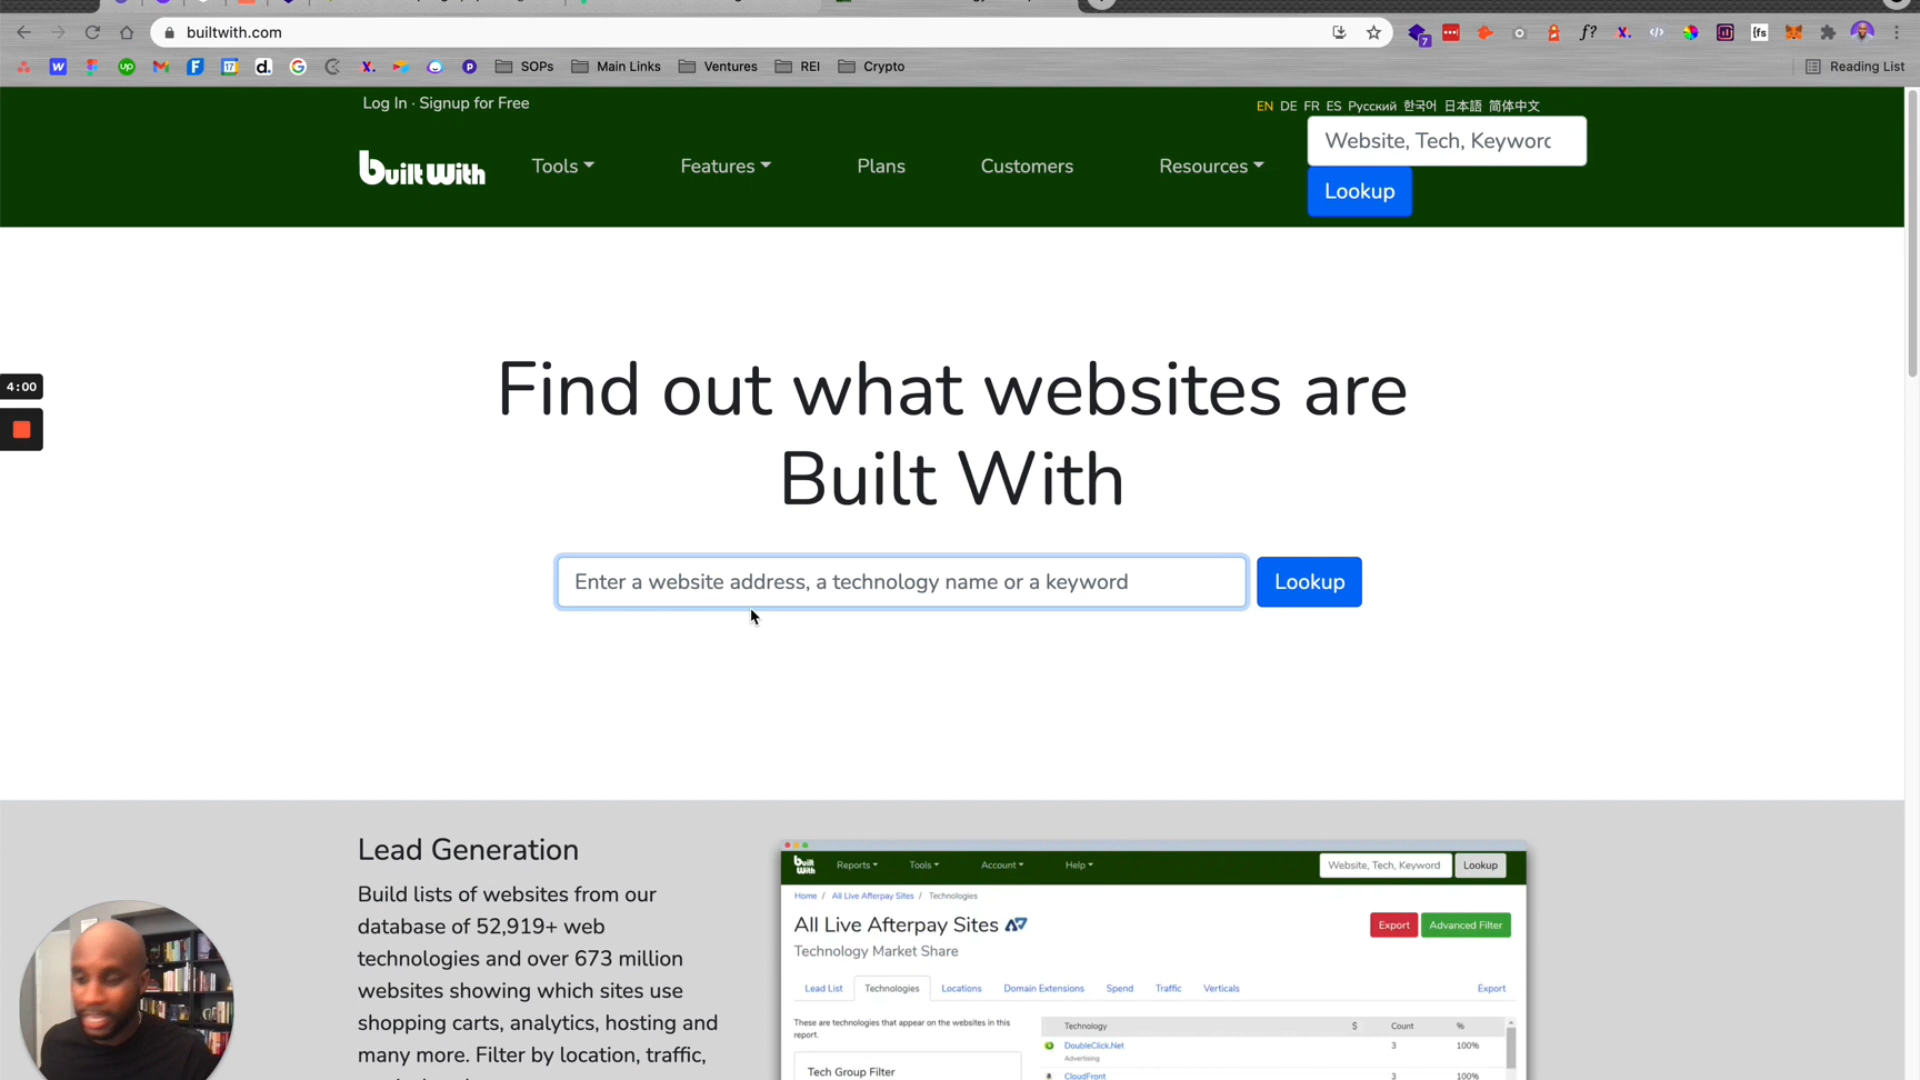 builtwith.com
SOPs Main Links Ventures REI Crypto Reading List
Log In · Signup for Free
EN DE FR ES Русский 한국어 日本語 简体中文
built With Tools Features Plans Customers Resources
Website, Tech, Keyword
Lookup
Find out what websites are
Built With
4:00
Enter a website address, a technology name or a keyword
Lookup
Lead Generation
Build lists of websites from our
database of 52,919+ web
technologies and over 673 million
websites showing which sites use
shopping carts, analytics, hosting and
many more. Filter by location, traffic,
built With Reports Tools Account Help Website, Tech, Keyword Lookup
Home / All Live Afterpay Sites / Technologies
All Live Afterpay Sites
Export Advanced Filter
Technology Market Share
Lead List Technologies Locations Domain Extensions Spend Traffic Verticals Export
These are technologies that appear on the websites in this
report.
Technology $ Count %
DoubleClick.Net 3 100%
Advertising
Tech Group Filter
CloudFront 3 100%